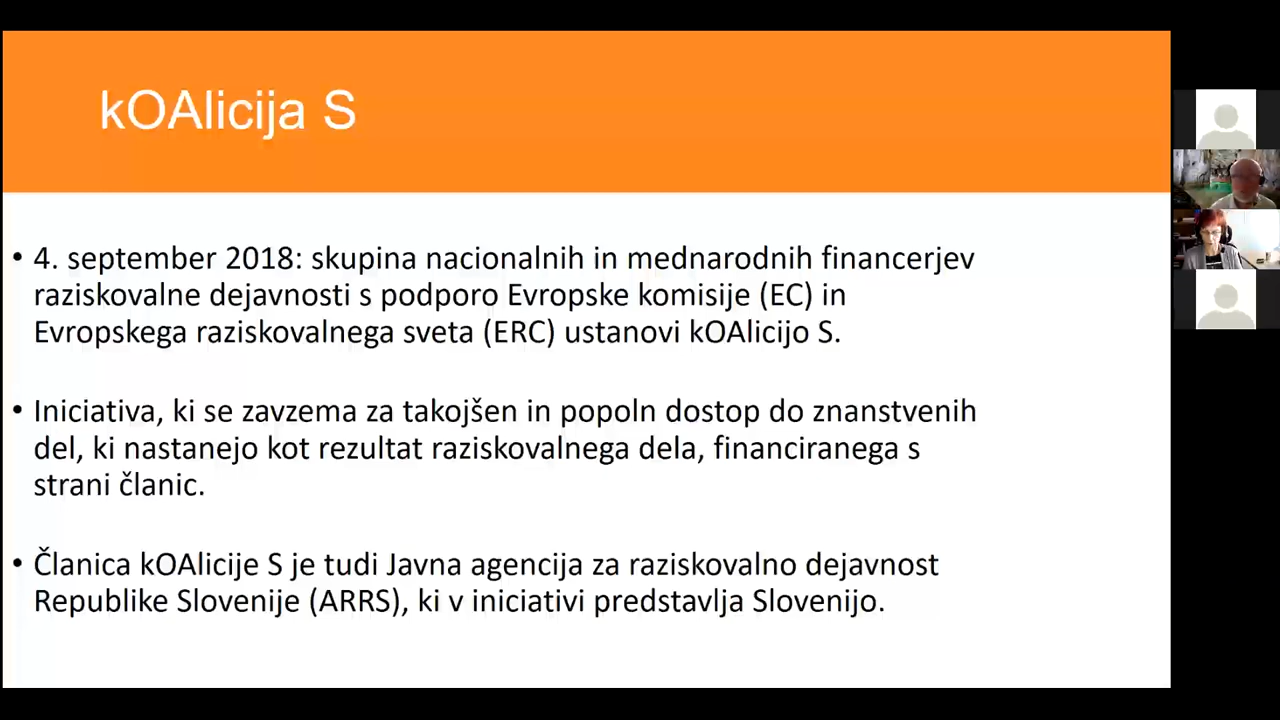 kOAlicija S
• 4. september 2018: skupina nacionalnih in mednarodnih financerjev
raziskovalne dejavnosti s podporo Evropske komisije (EC) in
Evropskega raziskovalnega sveta (ERC) ustanovi kOAlicijo S.
• Iniciativa, ki se zavzema za takojšen in popoln dostop do znanstvenih
del, ki nastanejo kot rezultat raziskovalnega dela, financiranega s
strani članic.
• Članica kOAlicije S je tudi Javna agencija za raziskovalno dejavnost
Republike Slovenije (ARRS), ki v iniciativi predstavlja Slovenijo.